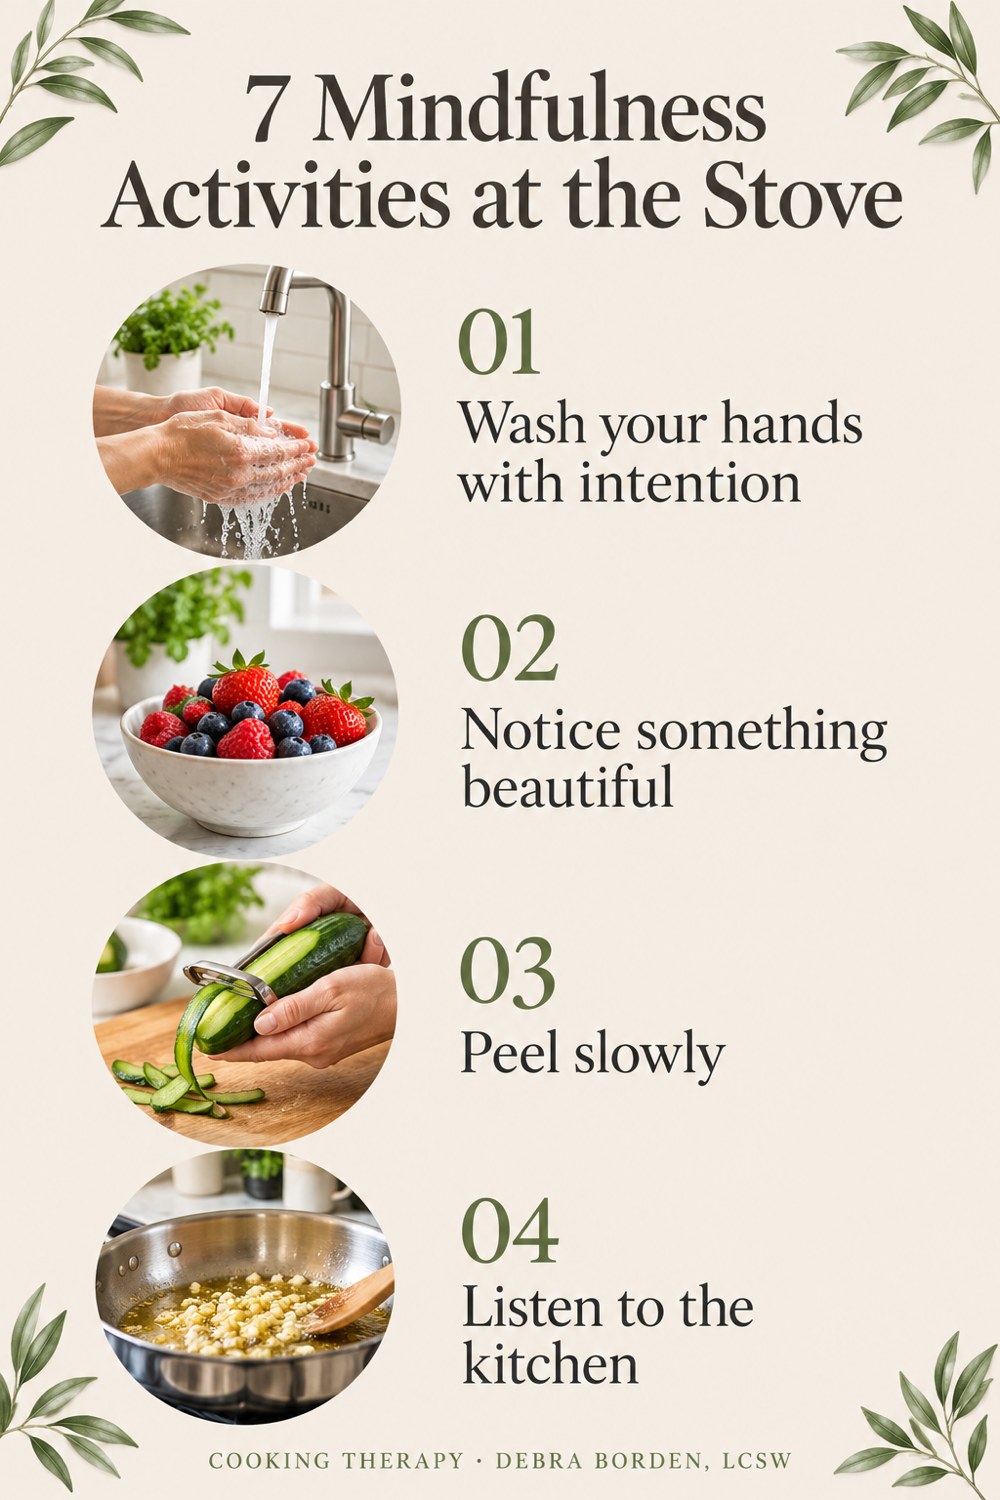 7 Mindfulness
Activities at the Stove
01
Wash your hands
with intention
02
Notice something
beautiful
03
Peel slowly
04
Listen to the
kitchen
COOKING THERAPY · DEBRA BORDEN, LCSW